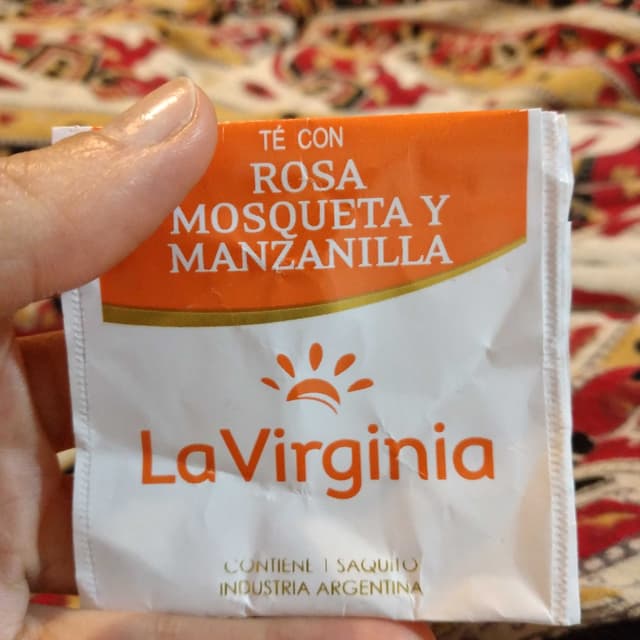 TÉ CON
ROSA
MOSQUETA Y
MANZANILLA
LaVirginia
CONTIENE 1 SAQUITO
INDUSTRIA ARGENTINA